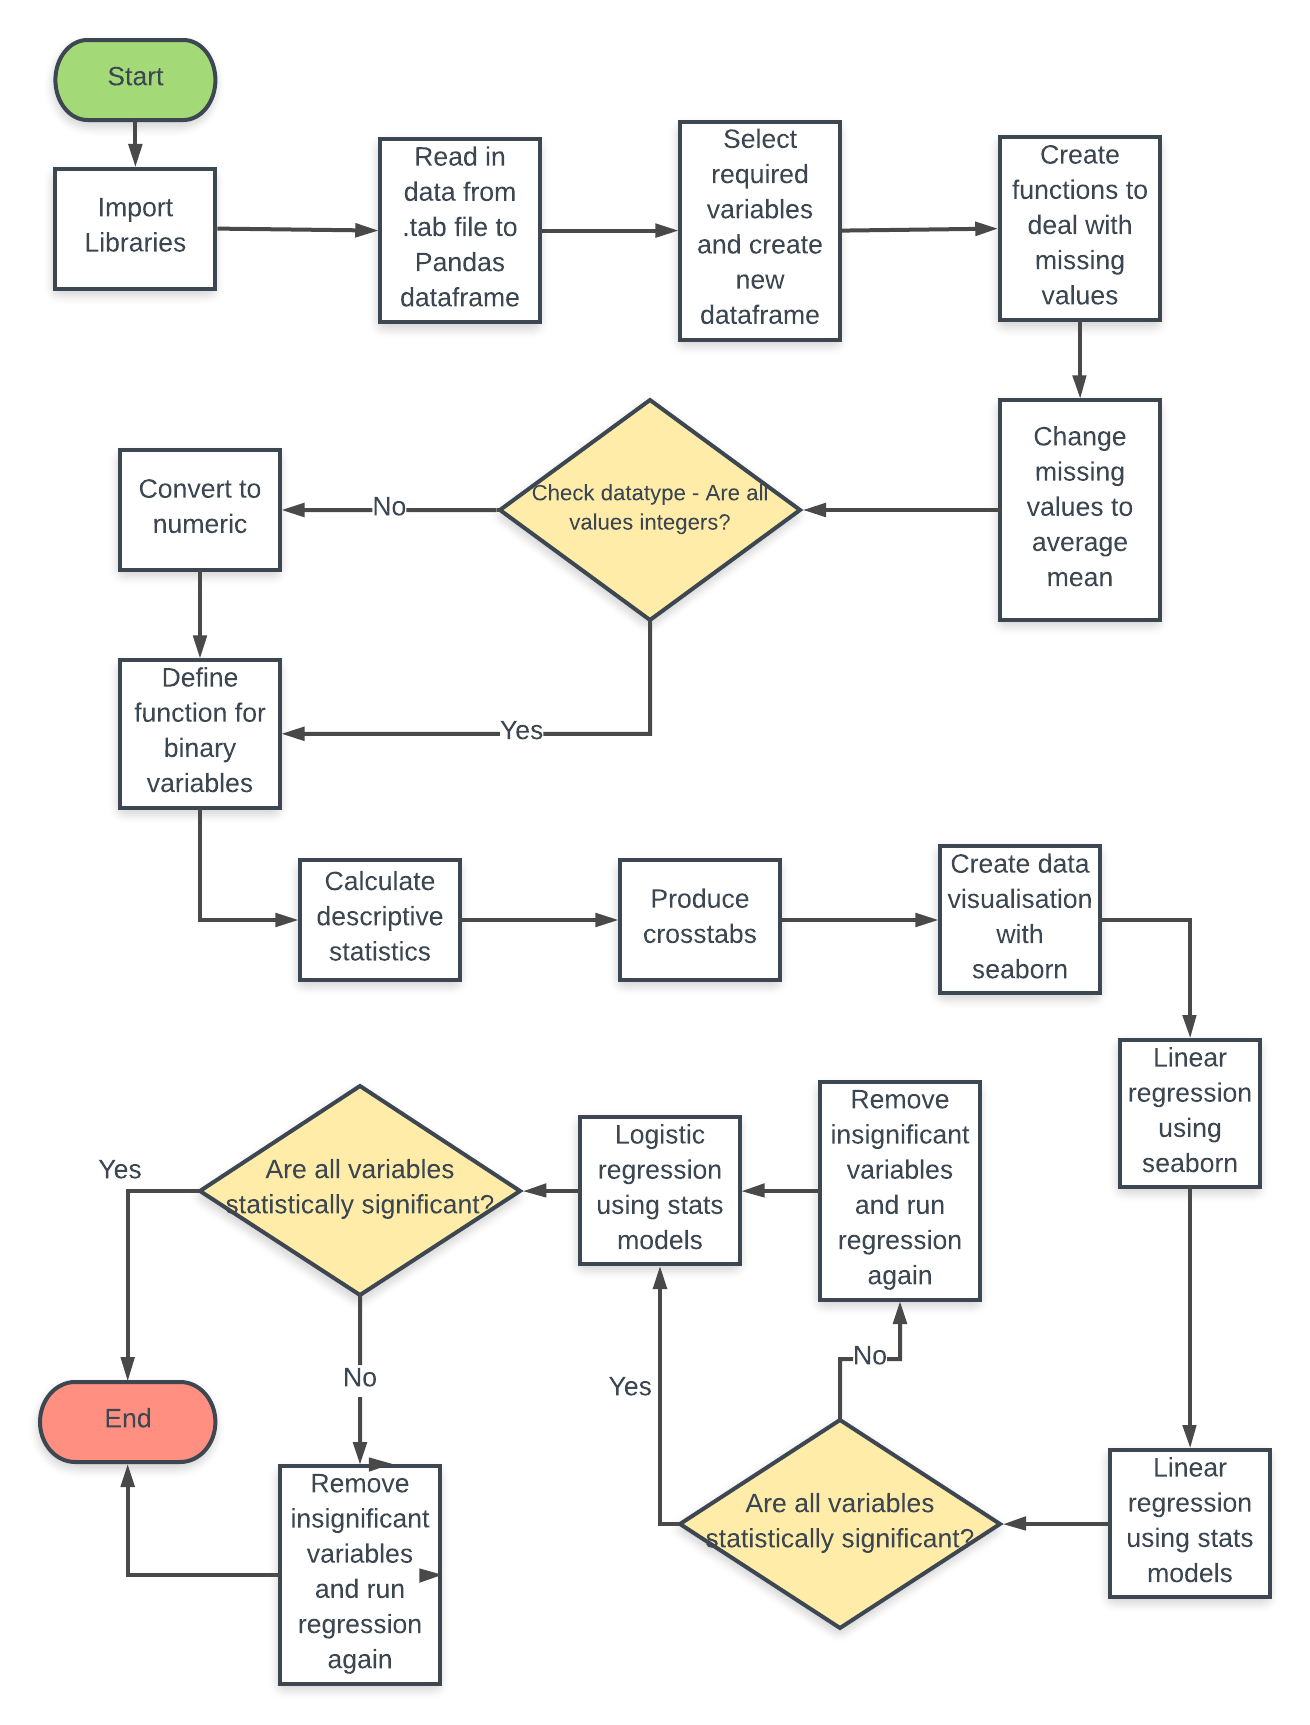 Start
Import
Libraries
Read in
data from
.tab file to
Pandas
dataframe
Select
required
variables
and create
new
dataframe
Create
functions to
deal with
missing
values
Change
missing
values to
average
mean
Check datatype - Are all
values integers?
No
Convert to
numeric
Yes
Define
function for
binary
variables
Calculate
descriptive
statistics
Produce
crosstabs
Create data
visualisation
with
seaborn
Linear
regression
using
seaborn
Linear
regression
using stats
models
Are all variables
statistically significant?
No
Remove
insignificant
variables
and run
regression
again
Yes
Logistic
regression
using stats
models
Are all variables
statistically significant?
Yes
No
Remove
insignificant
variables
and run
regression
again
End